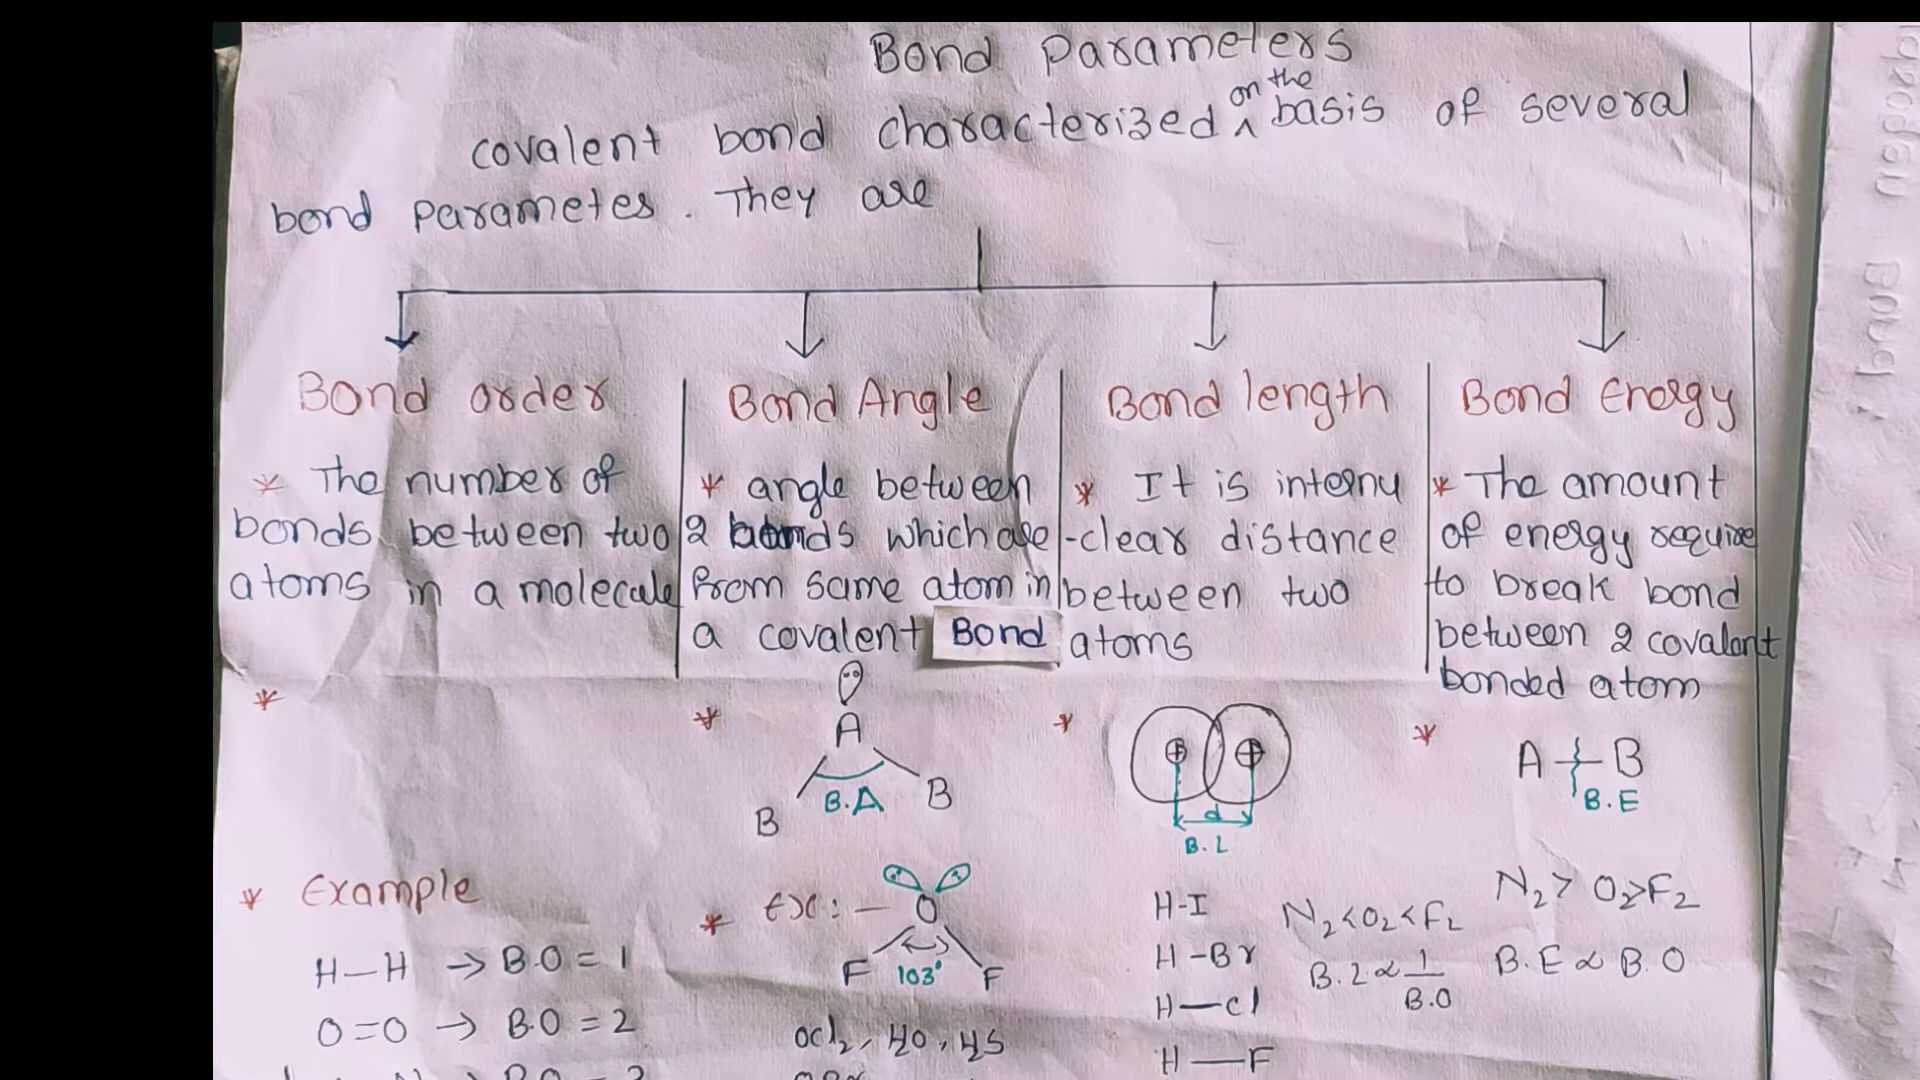 Bond Parameters
covalent bond characterized on the basis of several
bond parametes. They are
Bond order
* The number of
bonds between two
atoms in a molecule
Bond Angle
* angle between
2 bonds which are
from same atom in
a covalent Bond
Bond length
* It is internu
-clear distance
between two
atoms
Bond Energy
* The amount
of energy require
to break bond
between 2 covalent
bonded atom
*
* A
B B.A B
* d
B.L
* A B
B.E
* Example
H—H → B.O = 1
O=O → B.O = 2
* Ex:— O
F 103° F
OCl2, H2O, H2S
H-I
H-Br
H—Cl
H—F
N2<O2<F2
B.L ∝ 1/B.O
N2> O2>F2
B.E ∝ B.O